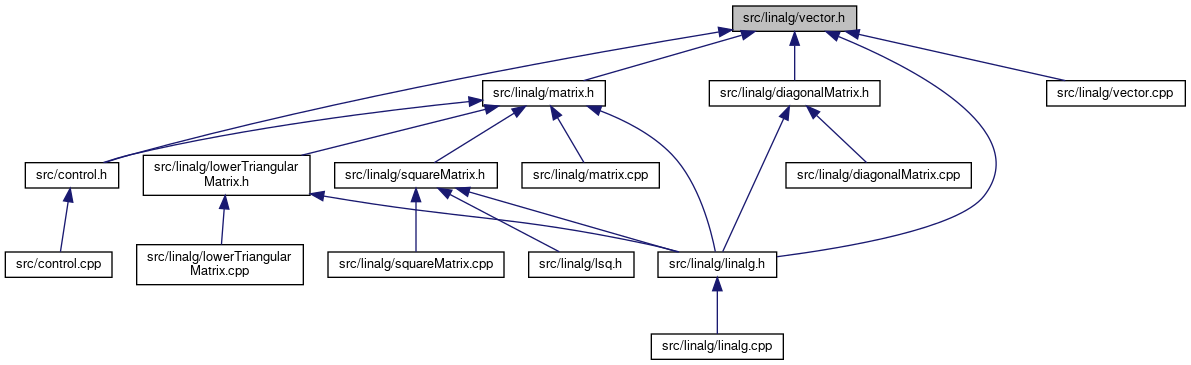 src/linalg/vector.h
src/linalg/matrix.h
src/linalg/diagonalMatrix.h
src/linalg/vector.cpp
src/control.h
src/linalg/lowerTriangular
Matrix.h
src/linalg/squareMatrix.h
src/linalg/matrix.cpp
src/linalg/diagonalMatrix.cpp
src/control.cpp
src/linalg/lowerTriangular
Matrix.cpp
src/linalg/squareMatrix.cpp
src/linalg/lsq.h
src/linalg/linalg.h
src/linalg/linalg.cpp